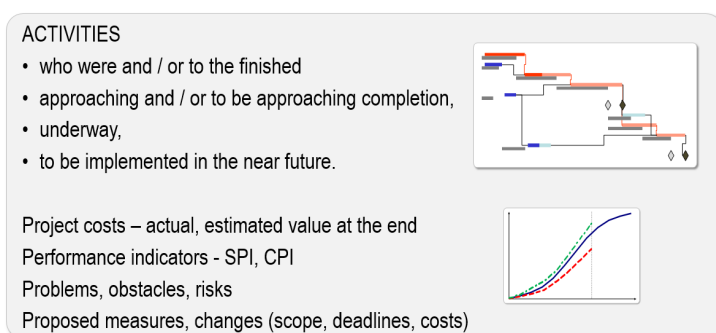 ACTIVITIES
• who were and / or to the finished
• approaching and / or to be approaching completion,
• underway,
• to be implemented in the near future.
Project costs – actual, estimated value at the end
Performance indicators - SPI, CPI
Problems, obstacles, risks
Proposed measures, changes (scope, deadlines, costs)